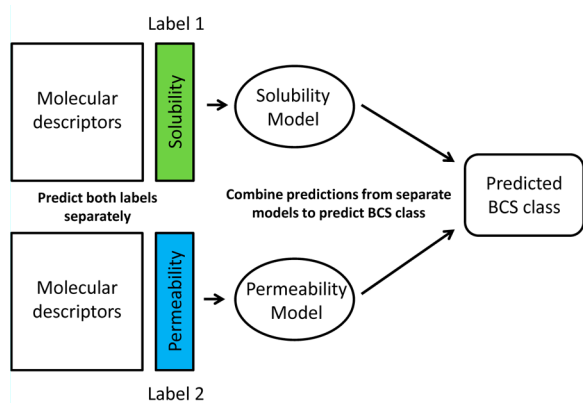 Label 1
Molecular
descriptors
Solubility
Solubility
Model
Predict both labels
separately
Combine predictions from separate
models to predict BCS class
Predicted
BCS class
Molecular
descriptors
Permeability
Permeability
Model
Label 2